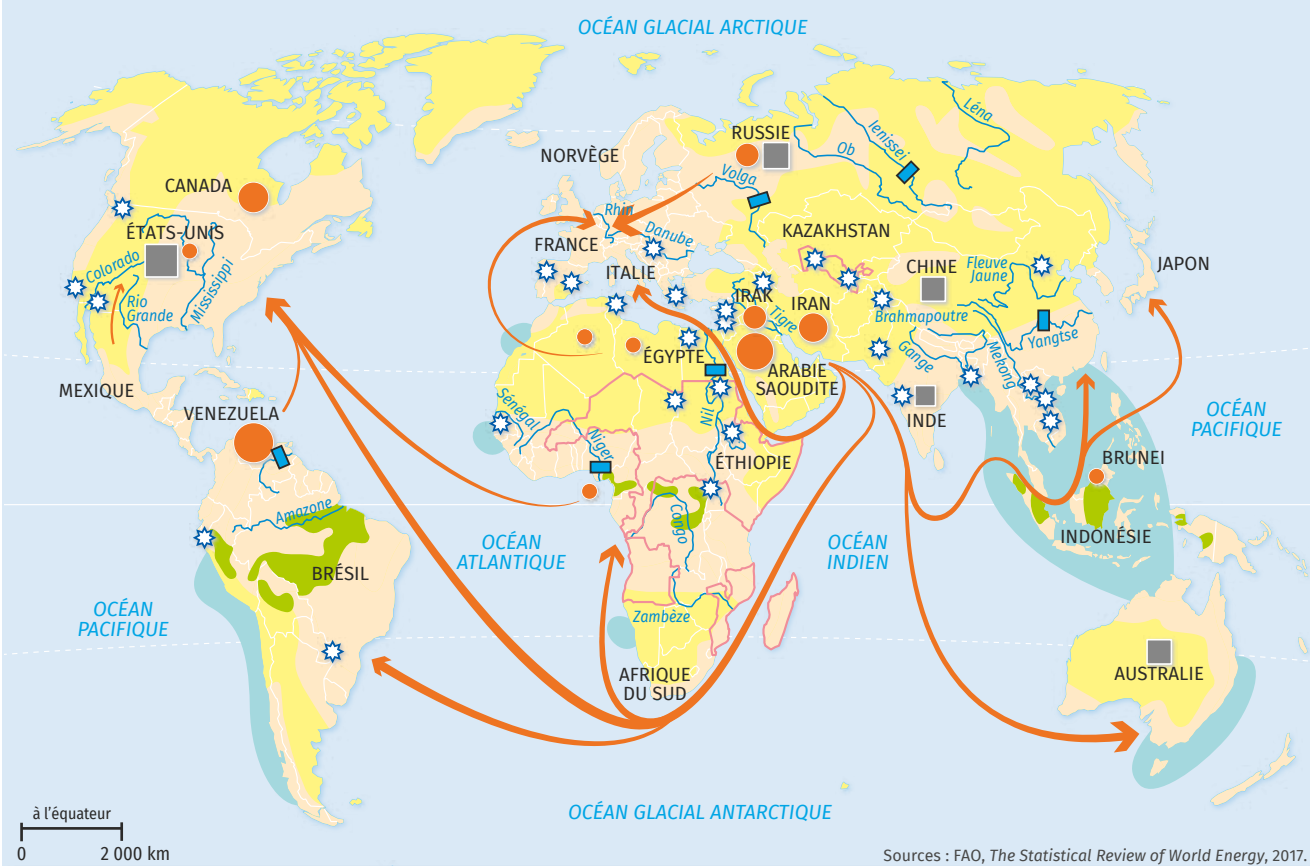 OCÉAN GLACIAL ARCTIQUE
Léna
Ienissei
RUSSIE
Ob
NORVÈGE
Volga
CANADA
Rhin
ÉTATS-UNIS
Danube
KAZAKHSTAN
FRANCE
Colorado
ITALIE
CHINE
Fleuve
Jaune
JAPON
Mississippi
Rio
Grande
IRAK
IRAN
Tigre
Brahmapoutre
Yangtse
Mekong
Gange
ÉGYPTE
ARABIE
SAOUDITE
MEXIQUE
VENEZUELA
Sénégal
Nil
INDE
OCÉAN
PACIFIQUE
Niger
ÉTHIOPIE
BRUNEI
Amazone
Congo
INDONÉSIE
OCÉAN
ATLANTIQUE
OCÉAN
INDIEN
BRÉSIL
OCÉAN
PACIFIQUE
Zambèze
AFRIQUE
DU SUD
AUSTRALIE
OCÉAN GLACIAL ANTARCTIQUE
à l'équateur
0 2 000 km
Sources : FAO, The Statistical Review of World Energy, 2017.